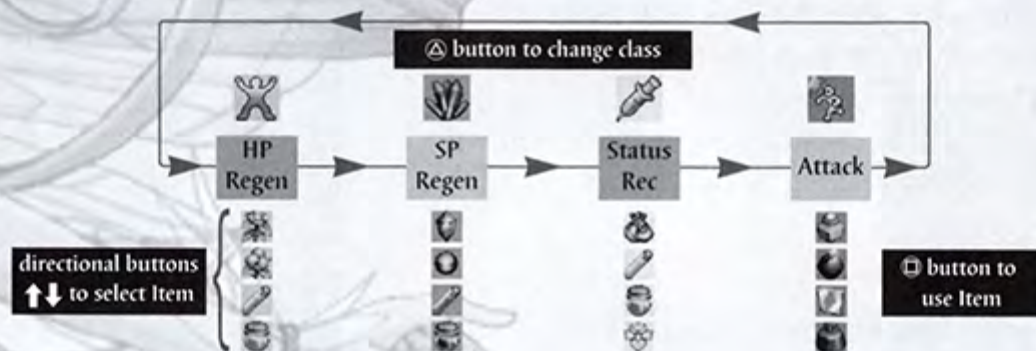 △ button to change class
HP
Regen
SP
Regen
Status
Rec
Attack
directional buttons
⬆⬇ to select Item
□ button to
use Item